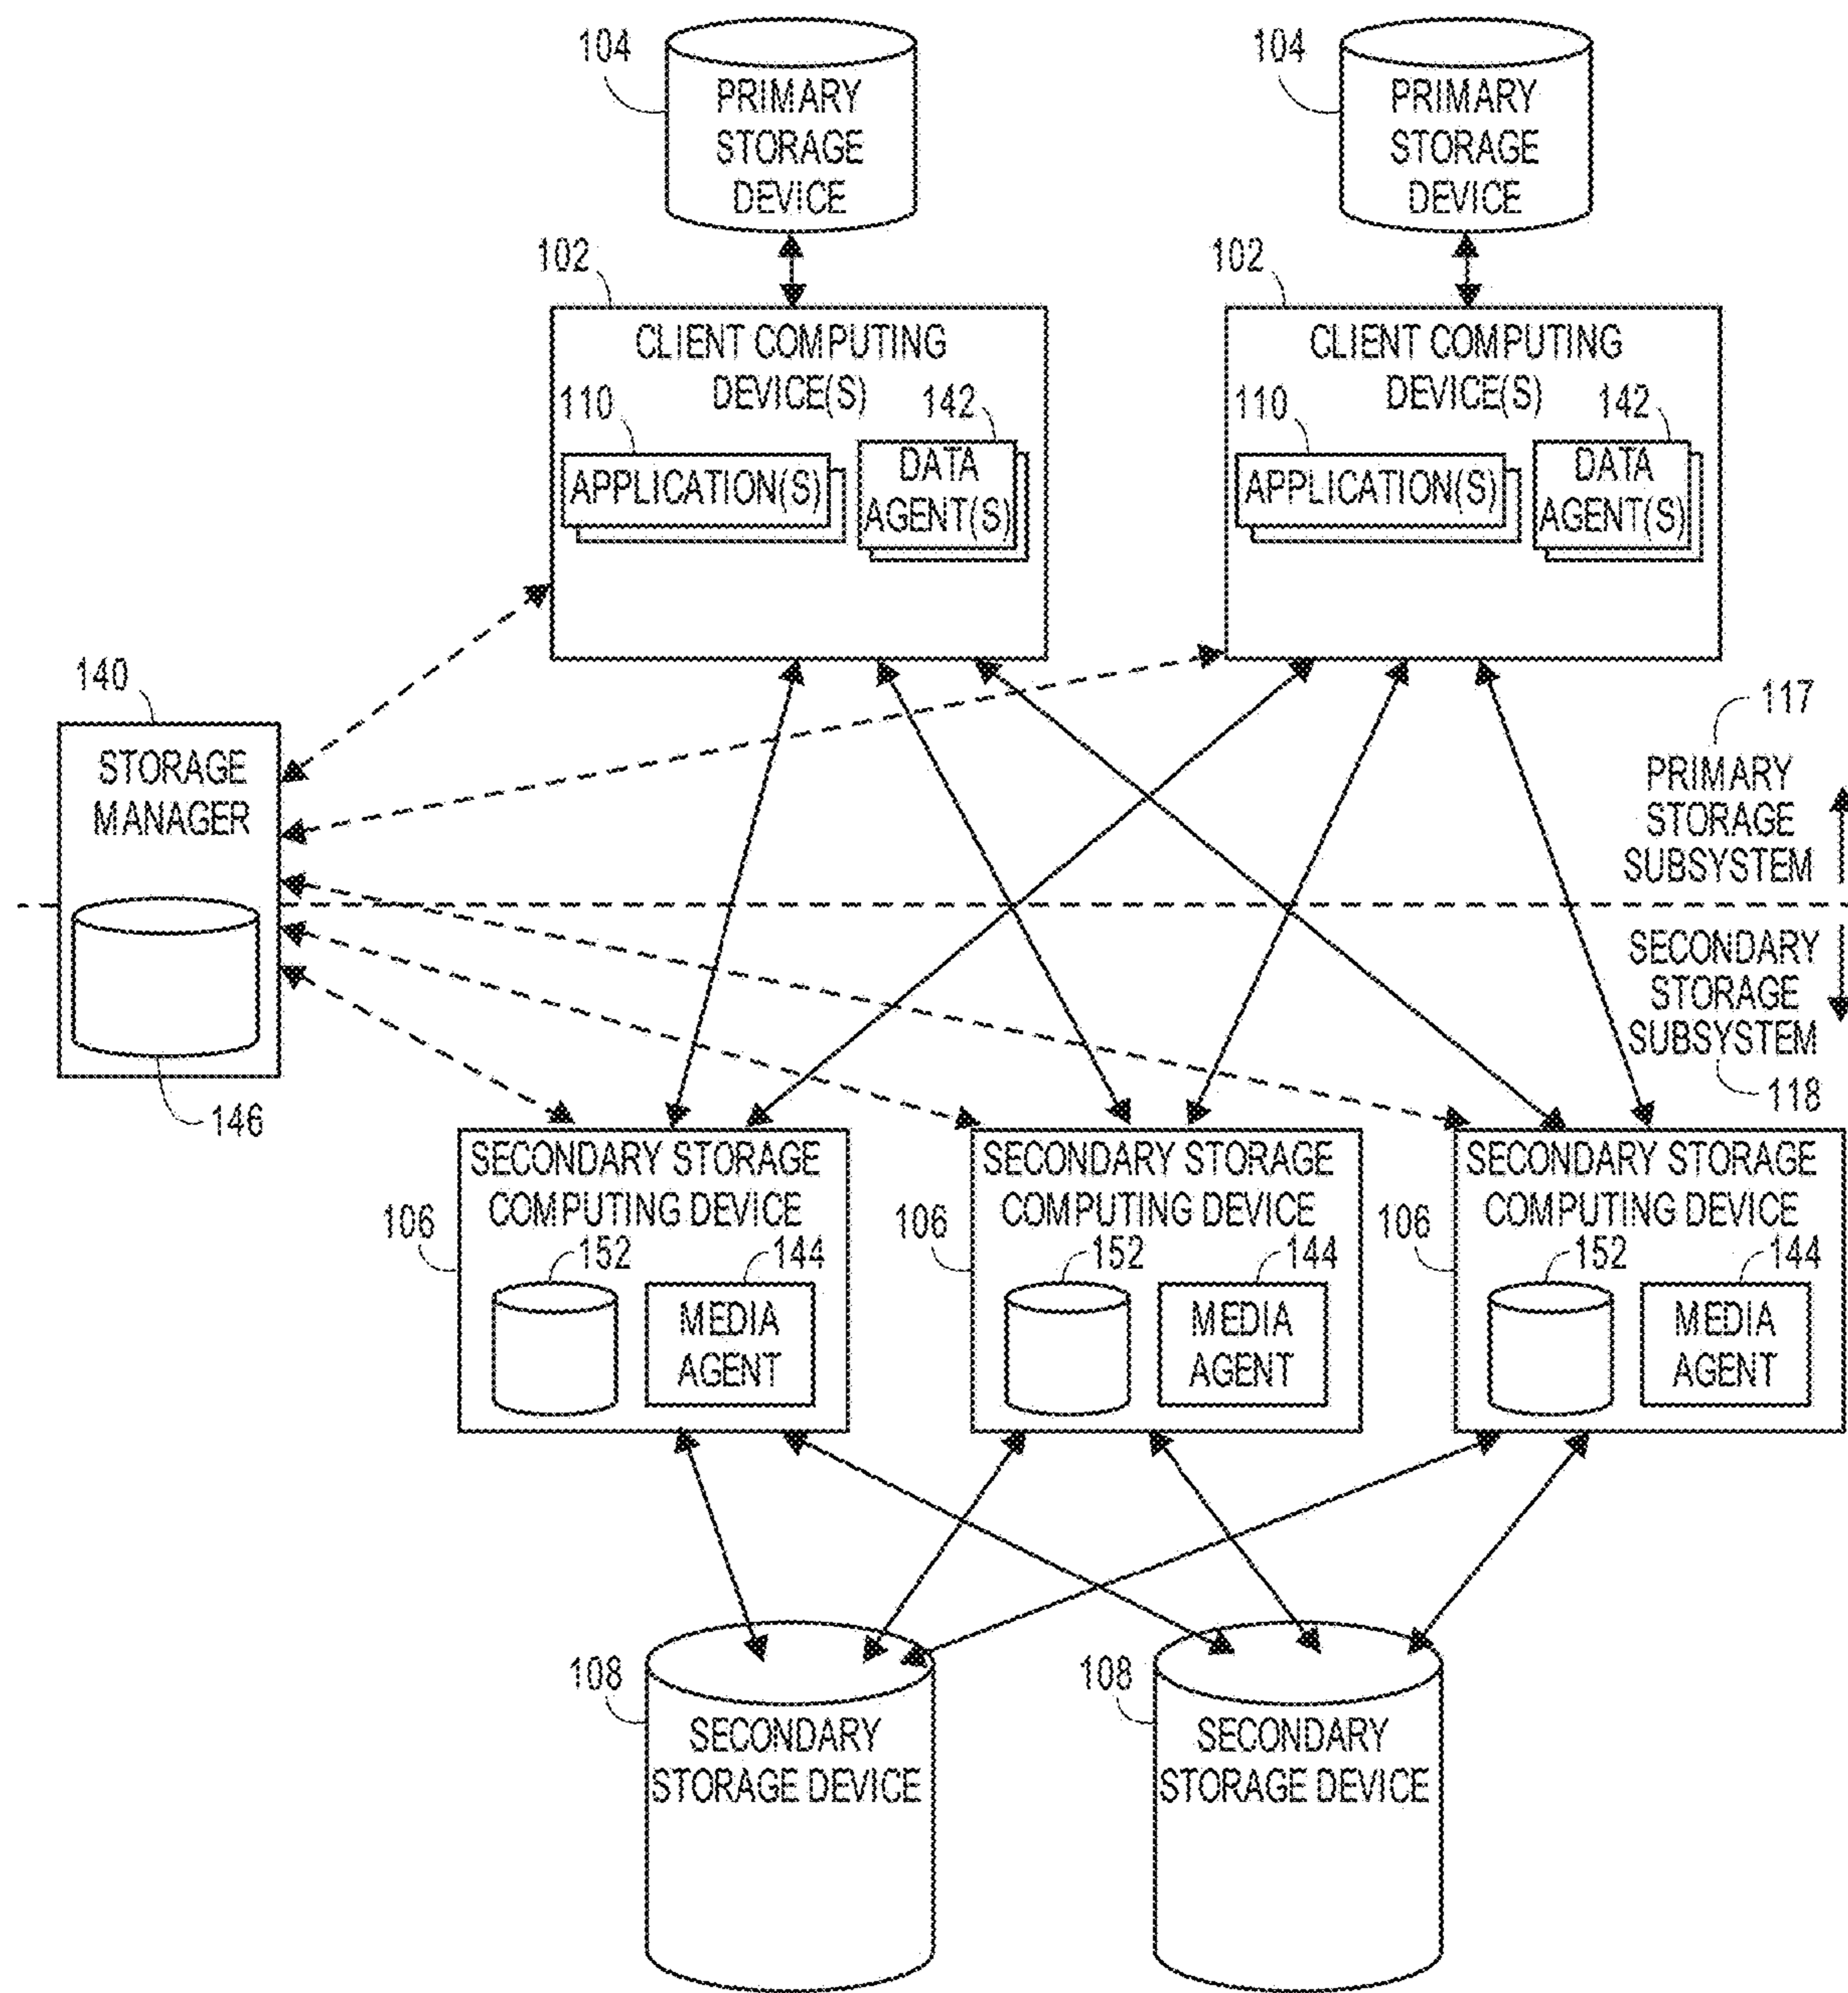 104
PRIMARY
STORAGE
DEVICE
104
PRIMARY
STORAGE
DEVICE
102
CLIENT COMPUTING
DEVICE(S)
110
142
APPLICATION(S)
DATA
AGENT(S)
102
CLIENT COMPUTING
DEVICE(S)
110
142
APPLICATION(S)
DATA
AGENT(S)
140
STORAGE
MANAGER
146
117
PRIMARY
STORAGE
SUBSYSTEM
SECONDARY
STORAGE
SUBSYSTEM
118
106
SECONDARY STORAGE
COMPUTING DEVICE
152
144
MEDIA
AGENT
106
SECONDARY STORAGE
COMPUTING DEVICE
152
144
MEDIA
AGENT
106
SECONDARY STORAGE
COMPUTING DEVICE
152
144
MEDIA
AGENT
108
SECONDARY
STORAGE DEVICE
108
SECONDARY
STORAGE DEVICE